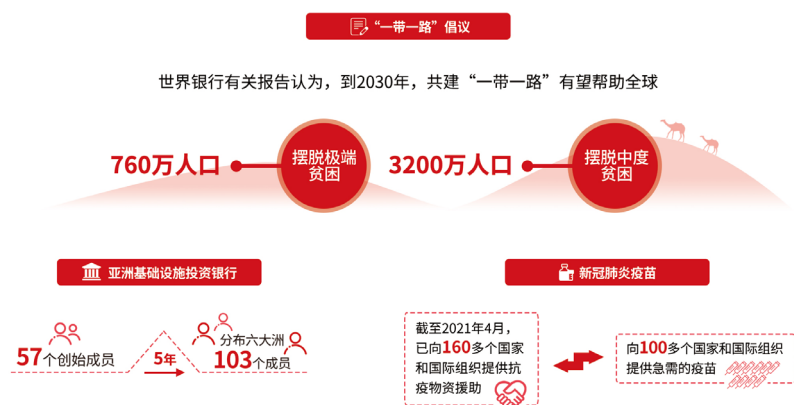 “一带一路”倡议
世界银行有关报告认为，到2030年，共建“一带一路”有望帮助全球
760万人口
摆脱极端
贫困
3200万人口
摆脱中度
贫困
亚洲基础设施投资银行
57个创始成员
5年
分布六大洲
103个成员
新冠肺炎疫苗
截至2021年4月，
已向160多个国家
和国际组织提供抗
疫物资援助
向100多个国家和国际组织
提供急需的疫苗